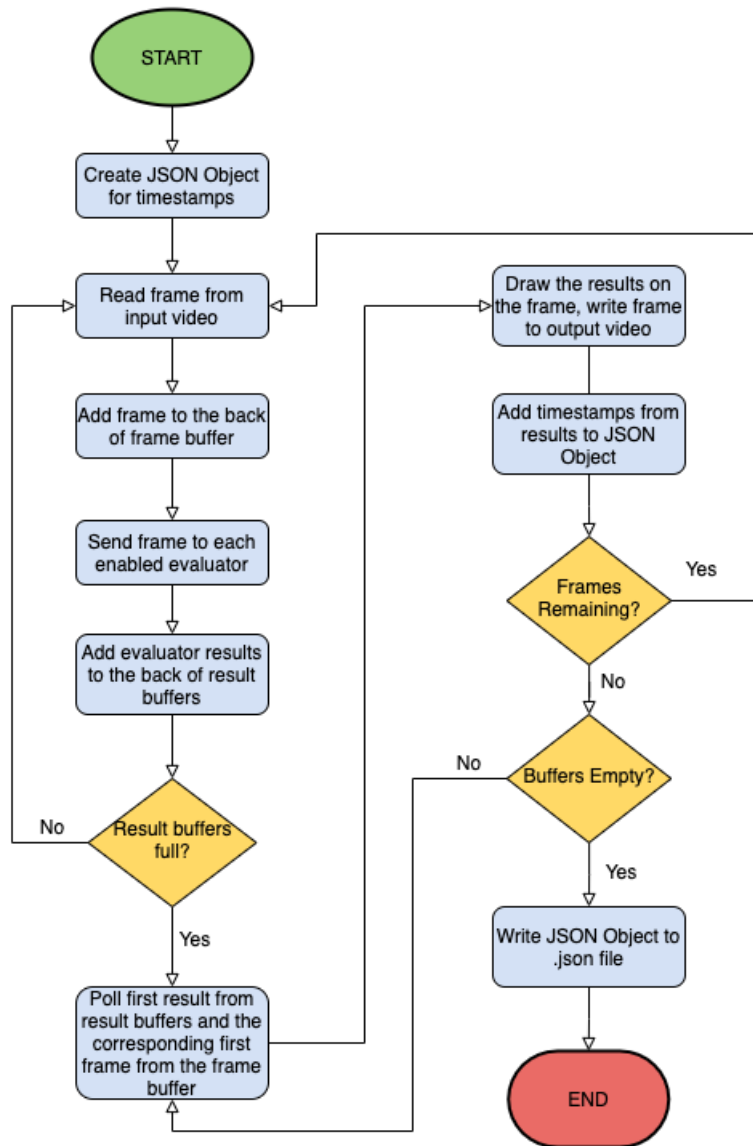 START
Create JSON Object
for timestamps
Read frame from
input video
Add frame to the back
of frame buffer
Send frame to each
enabled evaluator
Add evaluator results
to the back of result
buffers
Result buffers
full?
No
Yes
Poll first result from
result buffers and the
corresponding first
frame from the frame
buffer
Draw the results on
the frame, write frame
to output video
Add timestamps from
results to JSON
Object
Frames
Remaining?
Yes
No
Buffers Empty?
No
Yes
Write JSON Object to
.json file
END